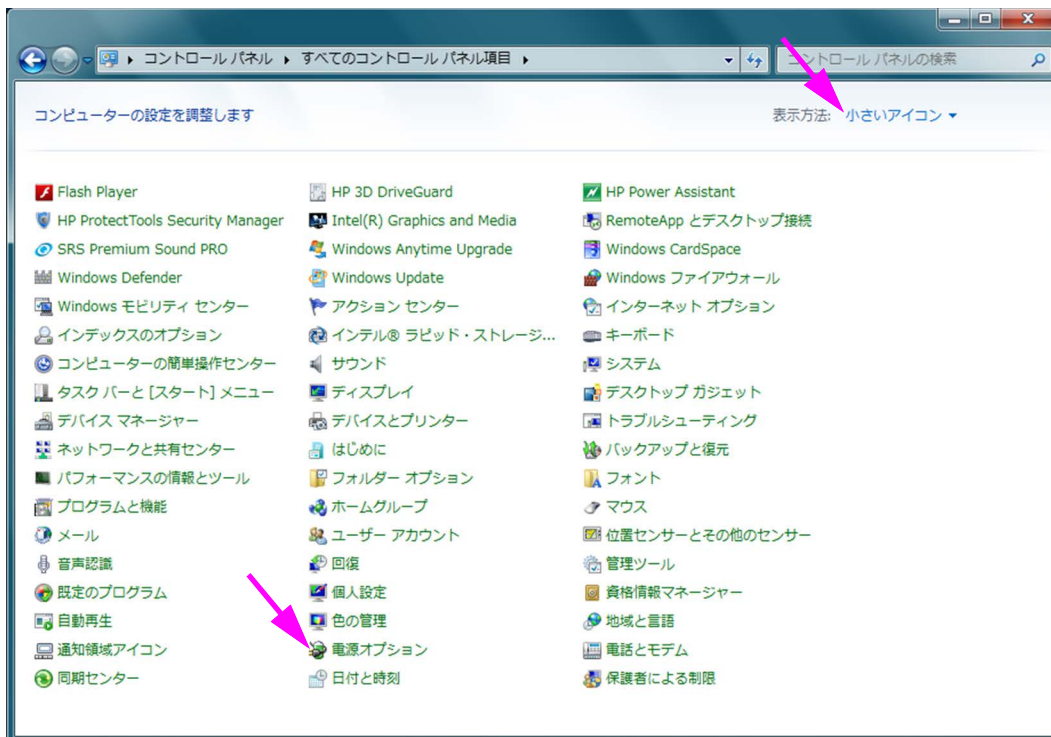 コントロール パネル ▸ すべてのコントロール パネル項目 ▸
コントロール パネルの検索
コンピューターの設定を調整します
表示方法: 小さいアイコン
Flash Player
HP 3D DriveGuard
HP Power Assistant
HP ProtectTools Security Manager
Intel(R) Graphics and Media
RemoteApp とデスクトップ接続
SRS Premium Sound PRO
Windows Anytime Upgrade
Windows CardSpace
Windows Defender
Windows Update
Windows ファイアウォール
Windows モビリティ センター
アクション センター
インターネット オプション
インデックスのオプション
インテル® ラピッド・ストレージ...
キーボード
コンピューターの簡単操作センター
サウンド
システム
タスク バーと [スタート] メニュー
ディスプレイ
デスクトップ ガジェット
デバイス マネージャー
デバイスとプリンター
トラブルシューティング
ネットワークと共有センター
はじめに
バックアップと復元
パフォーマンスの情報とツール
フォルダー オプション
フォント
プログラムと機能
ホームグループ
マウス
メール
ユーザー アカウント
位置センサーとその他のセンサー
音声認識
回復
管理ツール
既定のプログラム
個人設定
資格情報マネージャー
自動再生
色の管理
地域と言語
通知領域アイコン
電源オプション
電話とモデム
同期センター
日付と時刻
保護者による制限